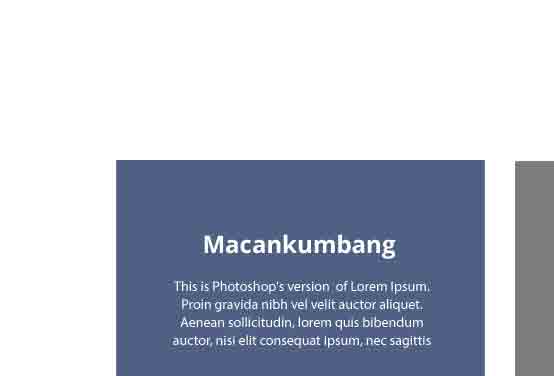 Macankumbang
This is Photoshop's version  of Lorem Ipsum.
Proin gravida nibh vel velit auctor aliquet.
Aenean sollicitudin, lorem quis bibendum
auctor, nisi elit consequat ipsum, nec sagittis